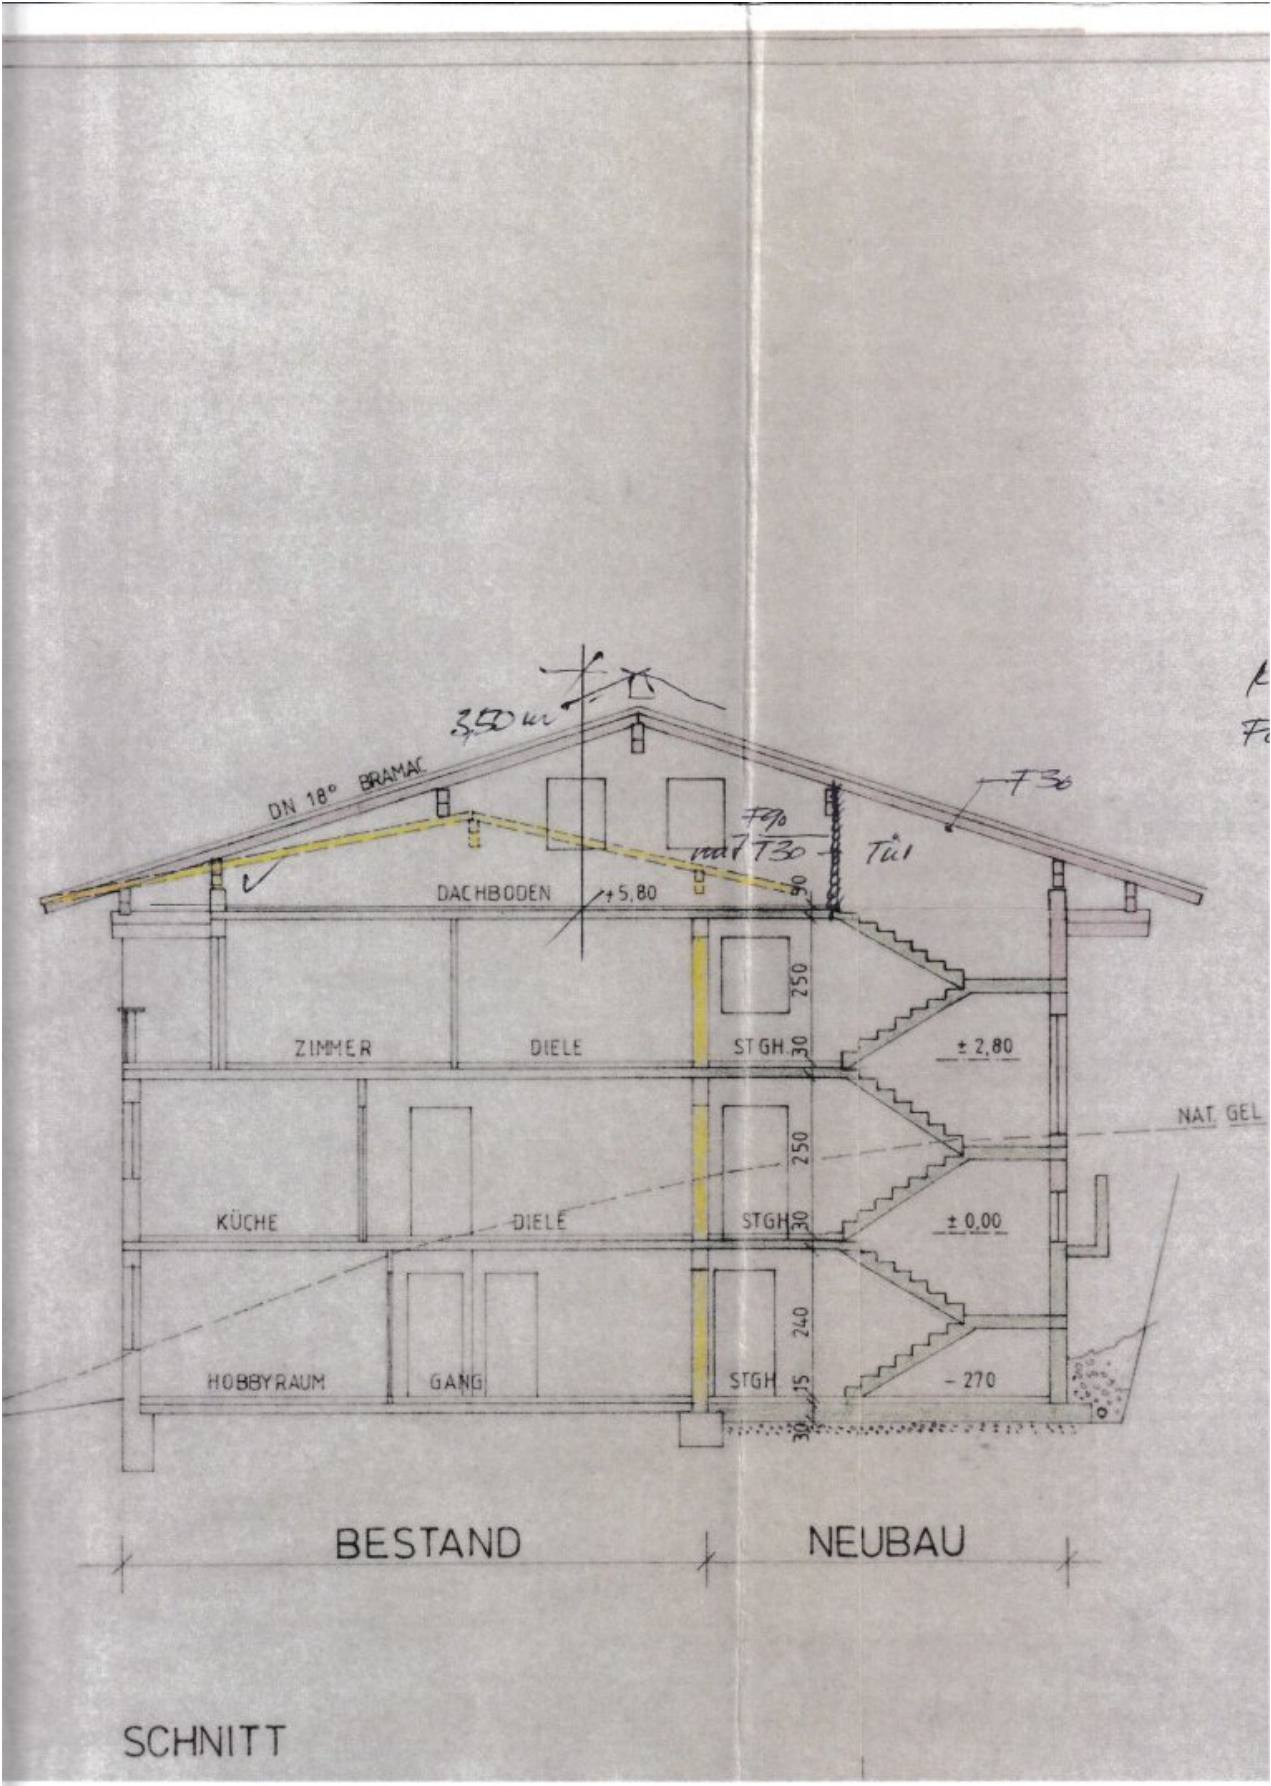 3,50 m
DN 18° BRAMAC
F30
F90
mit T30 Tür
DACHBODEN +5,80
30
250
ZIMMER DIELE STGH. 30 ± 2,80
NAT. GEL
250
KÜCHE DIELE STGH 30 ± 0,00
240
HOBBYRAUM GANG STGH 15 - 270
30
BESTAND NEUBAU
SCHNITT